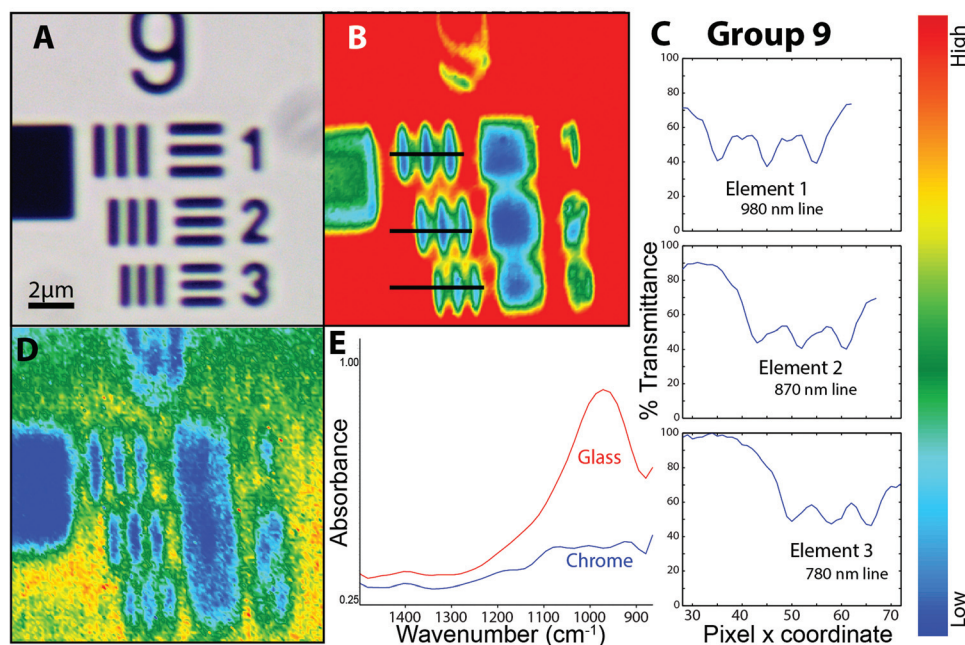 A
9
1
2
3
2µm
B
C Group 9
100
80
60
40
20
0
Element 1
980 nm line
100
80
60
40
20
0
Element 2
870 nm line
100
80
60
40
20
0
Element 3
780 nm line
30 40 50 60 70
% Transmittance
Pixel x coordinate
High
Low
D
E
1.00
0.25
Absorbance
Glass
Chrome
1400 1300 1200 1100 1000 900
Wavenumber (cm⁻¹)